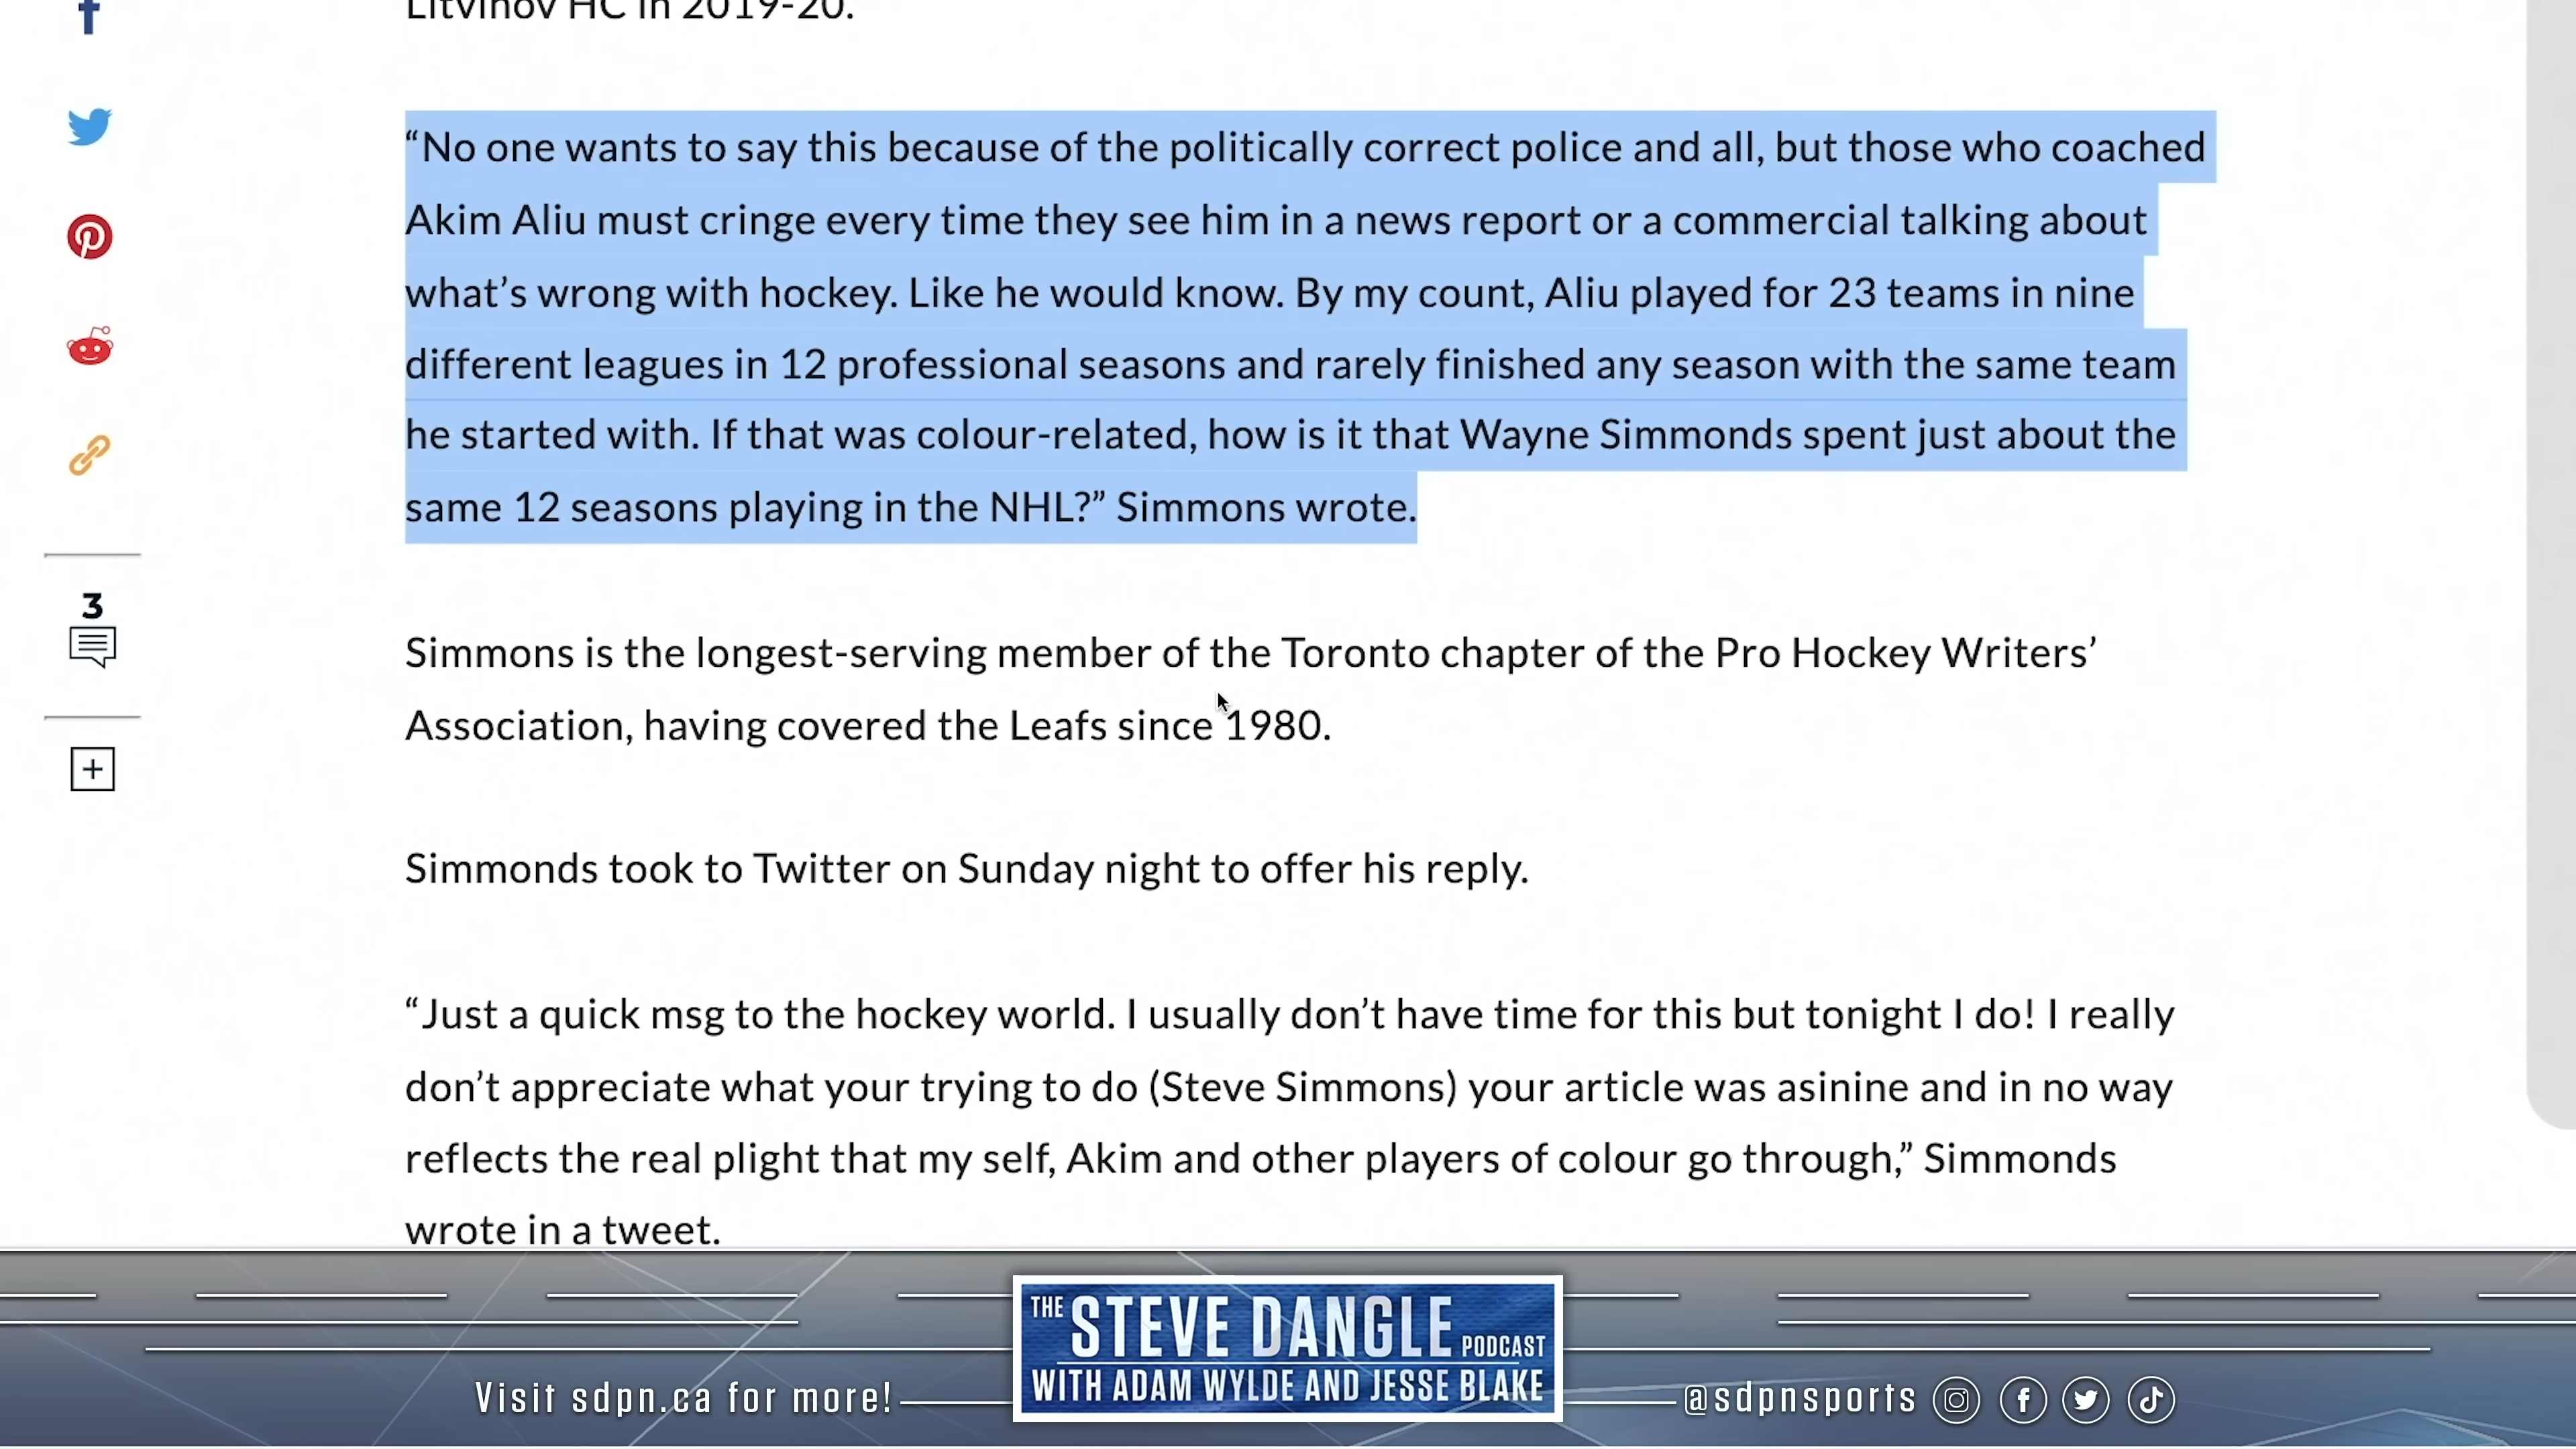 Litvinov HC in 2019-20.
“No one wants to say this because of the politically correct police and all, but those who coached
Akim Aliu must cringe every time they see him in a news report or a commercial talking about
what’s wrong with hockey. Like he would know. By my count, Aliu played for 23 teams in nine
different leagues in 12 professional seasons and rarely finished any season with the same team
he started with. If that was colour-related, how is it that Wayne Simmonds spent just about the
same 12 seasons playing in the NHL?” Simmons wrote.
3
Simmons is the longest-serving member of the Toronto chapter of the Pro Hockey Writers’
Association, having covered the Leafs since 1980.
Simmonds took to Twitter on Sunday night to offer his reply.
“Just a quick msg to the hockey world. I usually don’t have time for this but tonight I do! I really
don’t appreciate what your trying to do (Steve Simmons) your article was asinine and in no way
reflects the real plight that my self, Akim and other players of colour go through,” Simmonds
wrote in a tweet.
THE STEVE DANGLE PODCAST
WITH ADAM WYLDE AND JESSE BLAKE
Visit sdpn.ca for more!
@sdpnsports